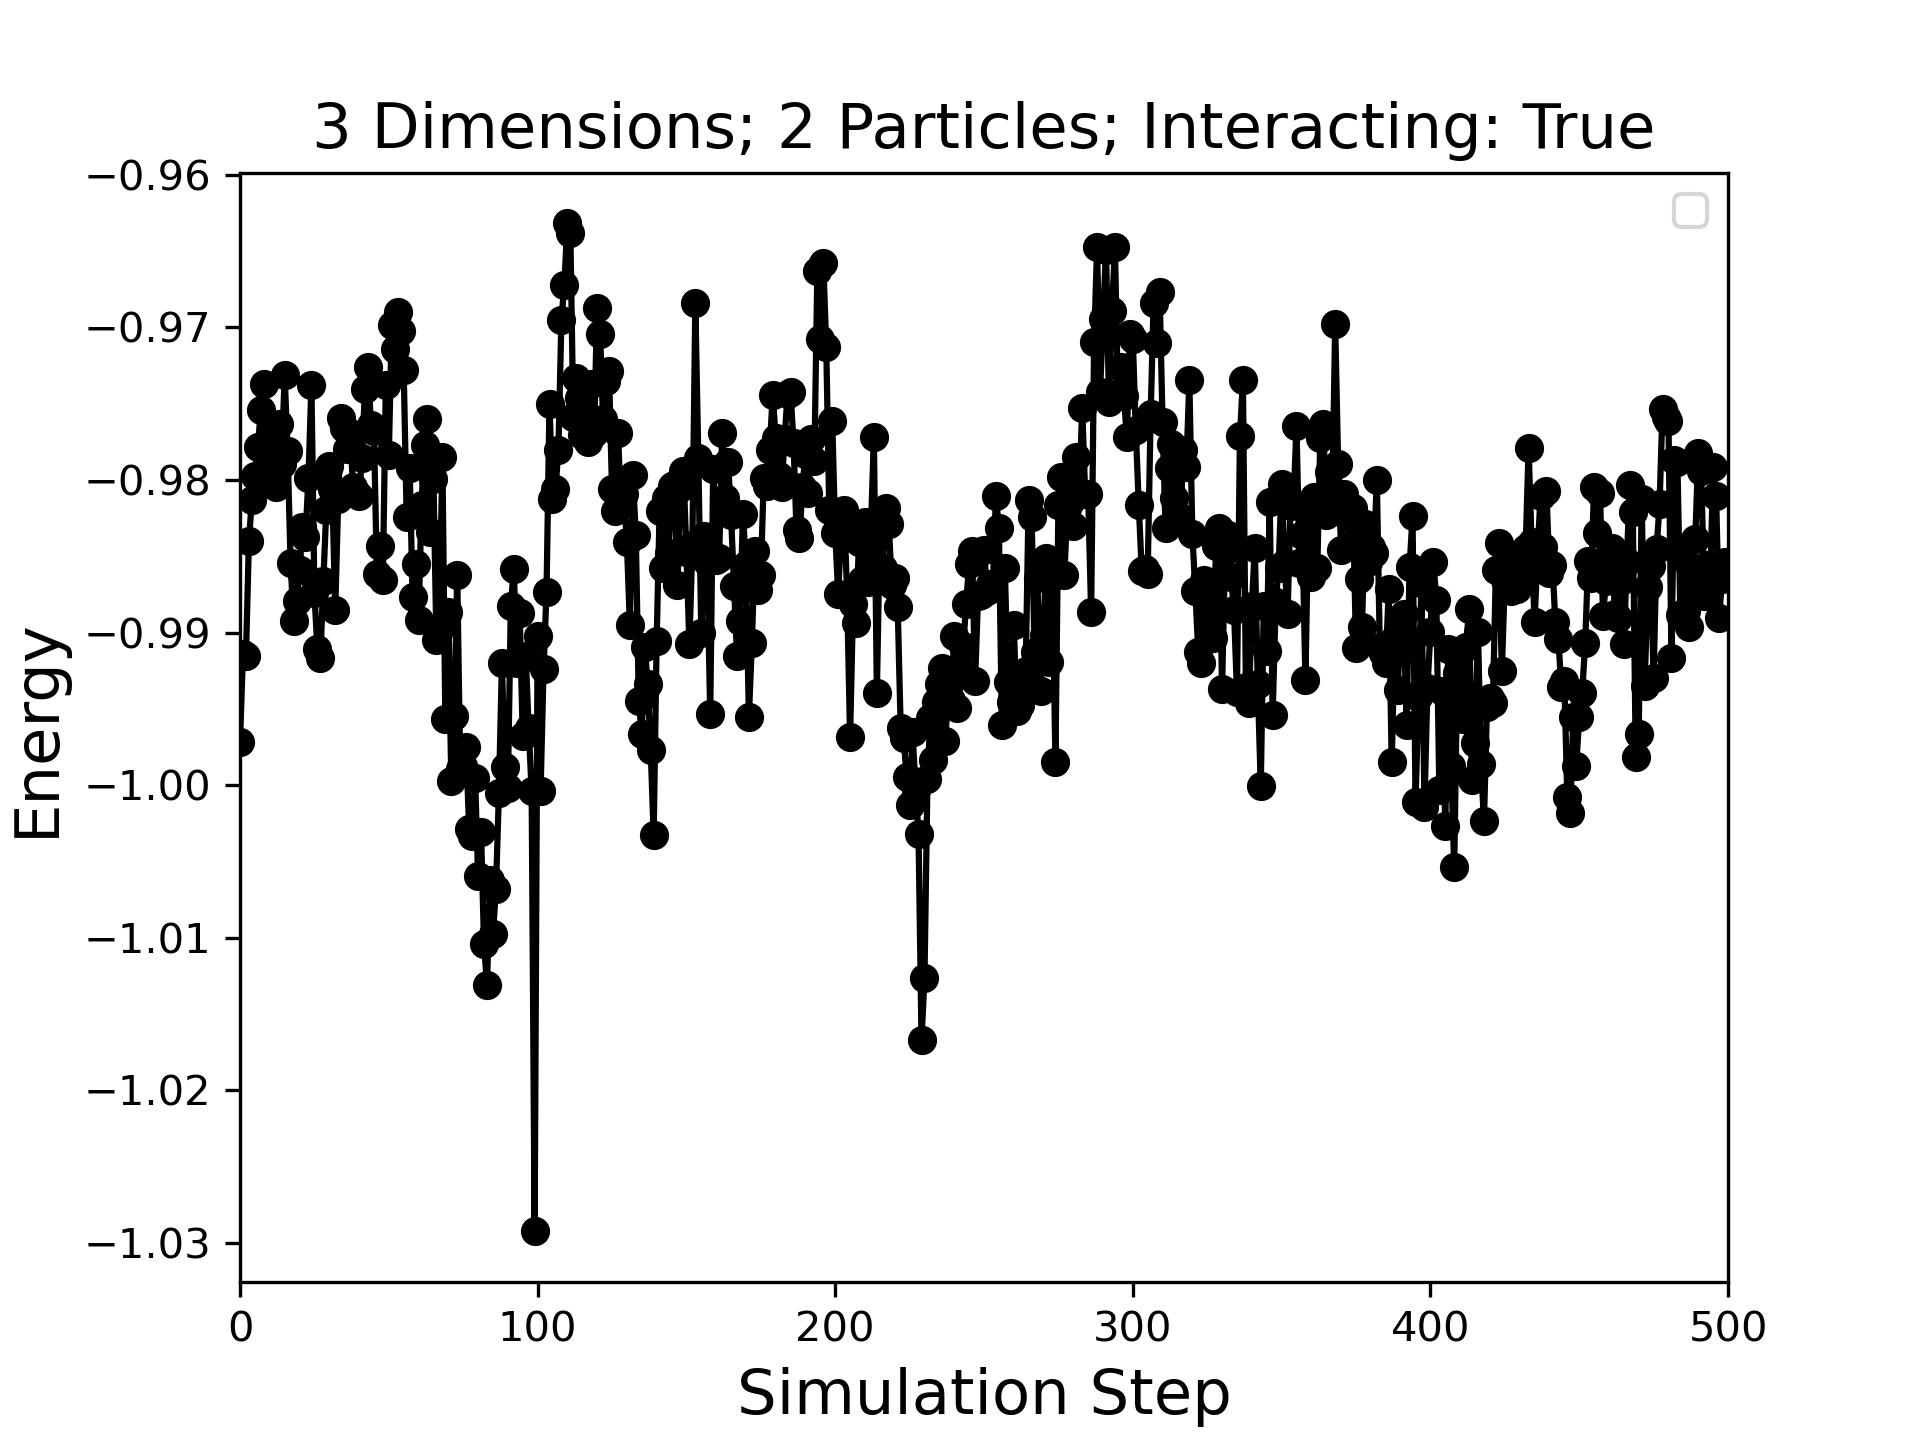 3 Dimensions; 2 Particles; Interacting: True
Energy
−0.96
−0.97
−0.98
−0.99
−1.00
−1.01
−1.02
−1.03
0 100 200 300 400 500
Simulation Step